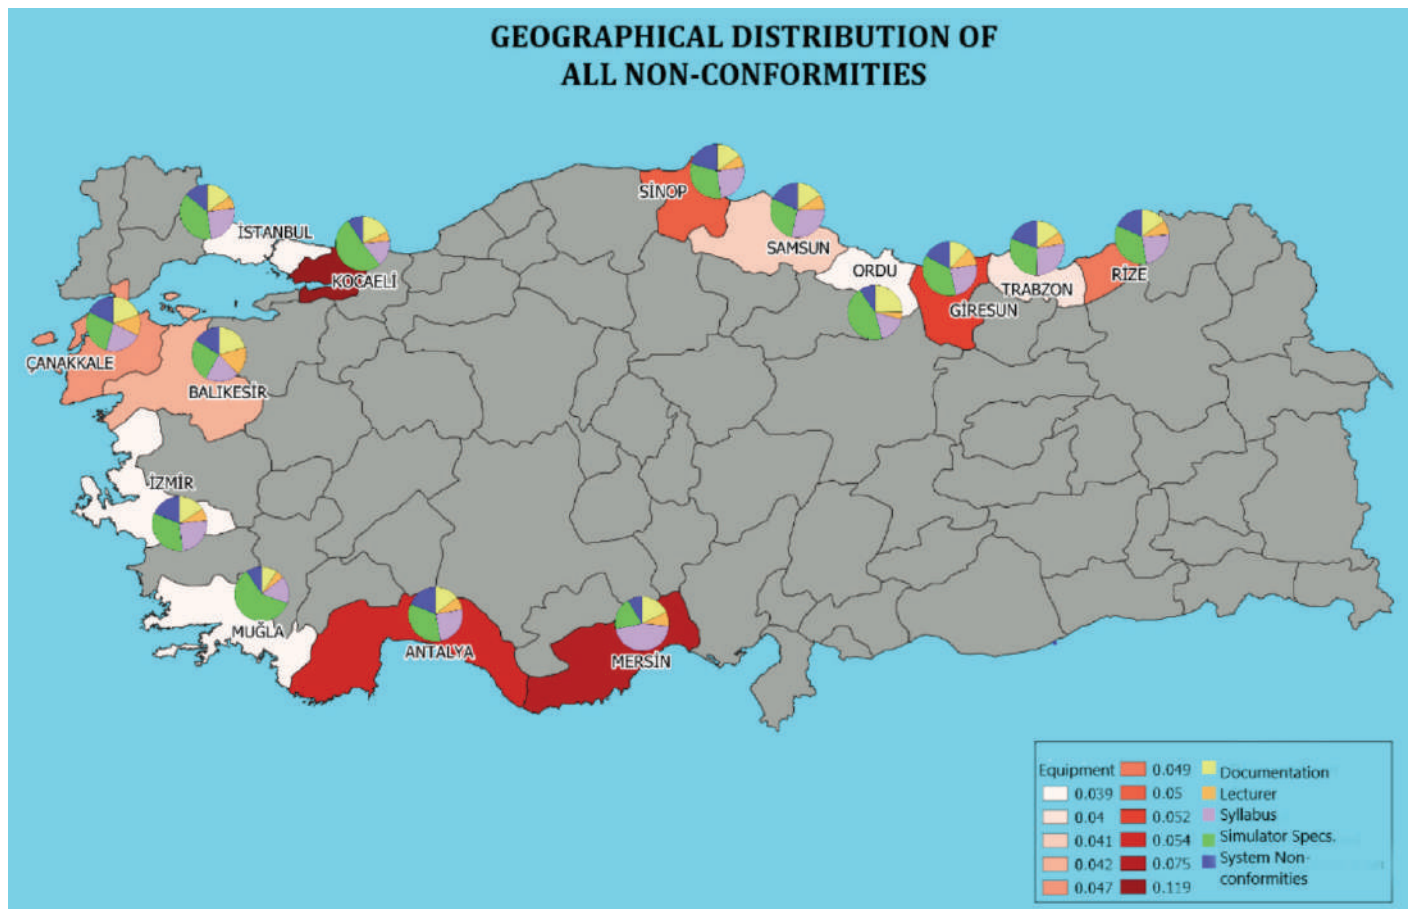 GEOGRAPHICAL DISTRIBUTION OF
ALL NON-CONFORMITIES
SİNOP
İSTANBUL
SAMSUN
KOCAELİ
ORDU
RİZE
TRABZON
GİRESUN
ÇANAKKALE
BALIKESİR
İZMİR
MUĞLA
ANTALYA
MERSİN
Equipment
0.039
0.04
0.041
0.042
0.047
0.049
0.05
0.052
0.054
0.075
0.119
Documentation
Lecturer
Syllabus
Simulator Specs.
System Non-
conformities